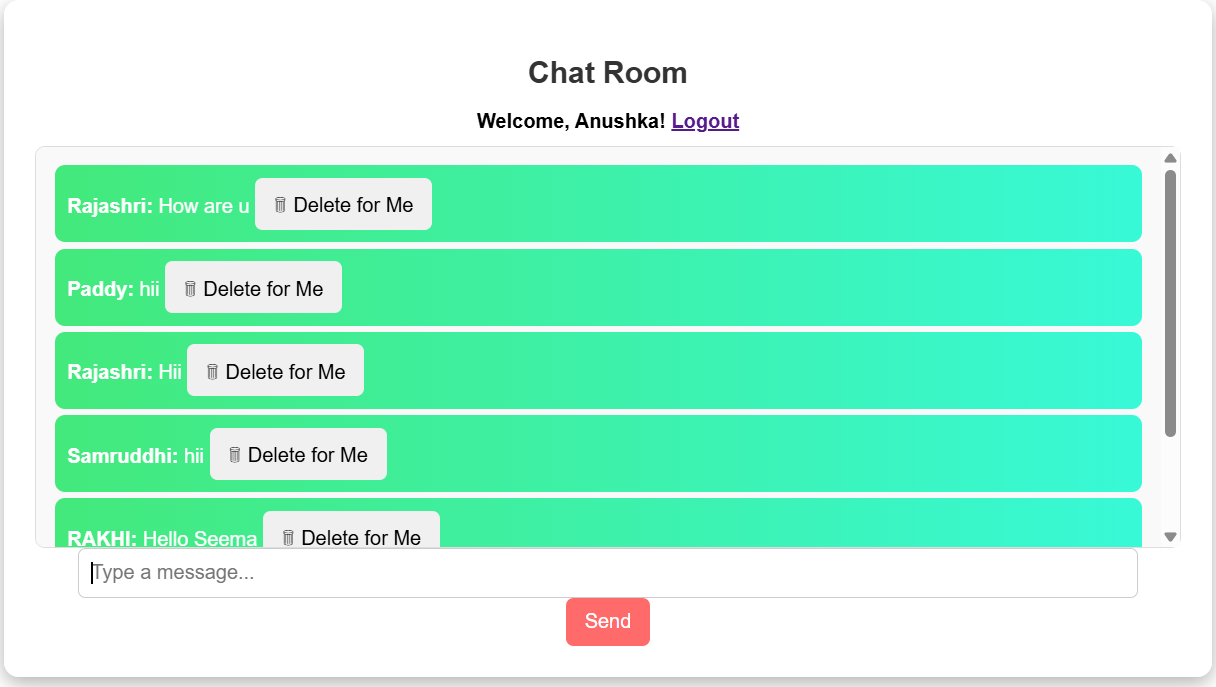 Chat Room
Welcome, Anushka! Logout
Rajashri: How are u Delete for Me
Paddy: hii Delete for Me
Rajashri: Hii Delete for Me
Samruddhi: hii Delete for Me
RAKHI: Hello Seema Delete for Me
Type a message...
Send